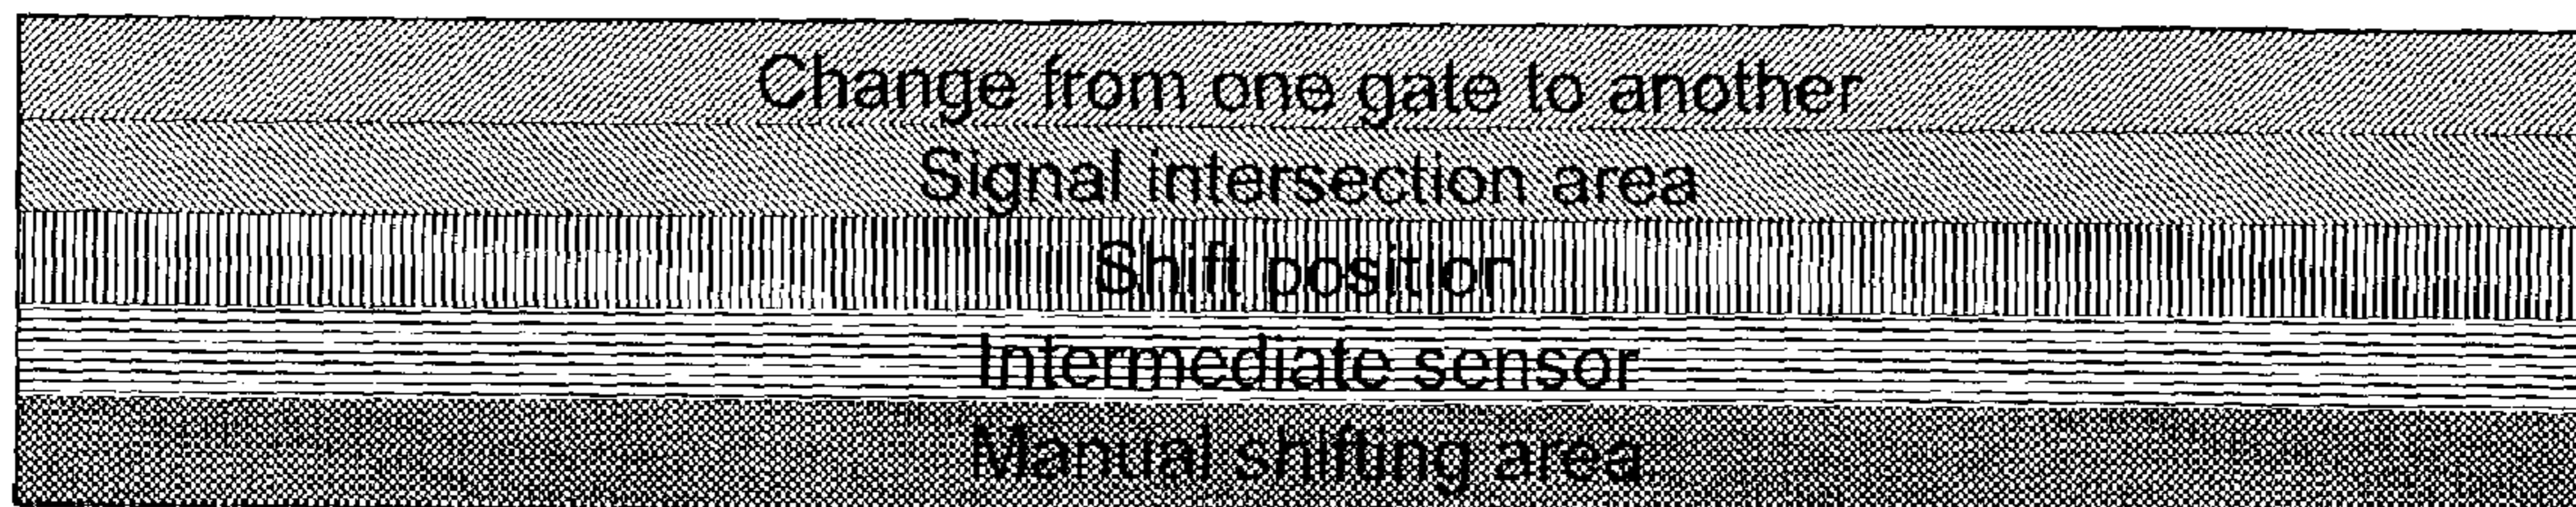 Change from one gate to another
Signal intersection area
Shift position
Intermediate sensor
Manual shifting area